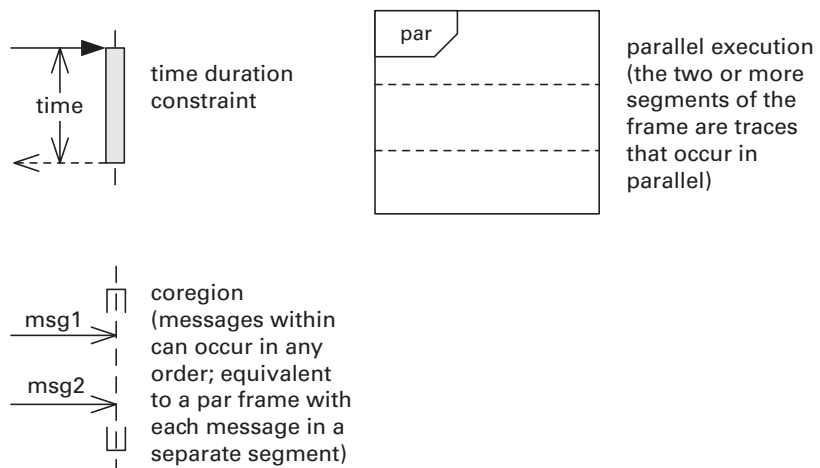 time
time duration
constraint
par
parallel execution
(the two or more
segments of the
frame are traces
that occur in
parallel)
msg1
msg2
coregion
(messages within
can occur in any
order; equivalent
to a par frame with
each message in a
separate segment)